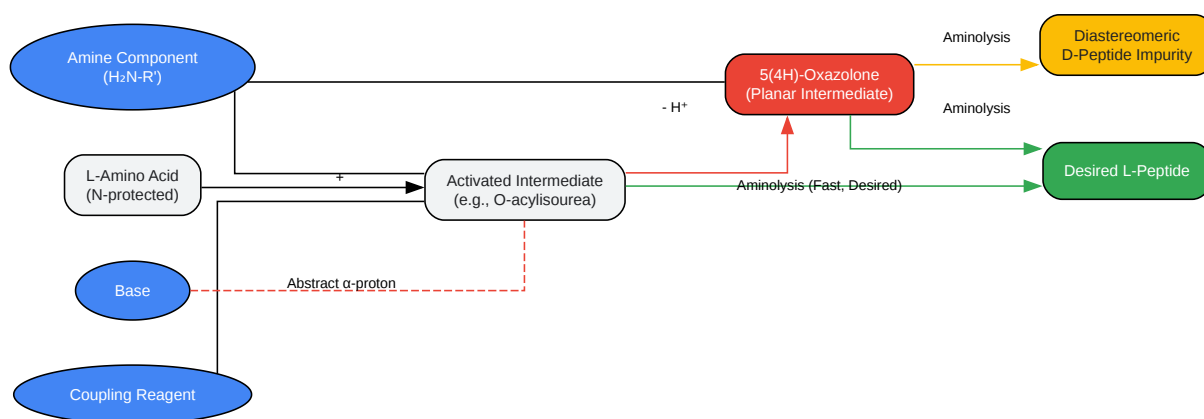 Amine Component
(H₂N-R')
5(4H)-Oxazolone
(Planar Intermediate)
Aminolysis
Diastereomeric
D-Peptide Impurity
- H⁺
Aminolysis
L-Amino Acid
(N-protected)
+
Activated Intermediate
(e.g., O-acylisourea)
Aminolysis (Fast, Desired)
Desired L-Peptide
Base
Abstract α-proton
Coupling Reagent